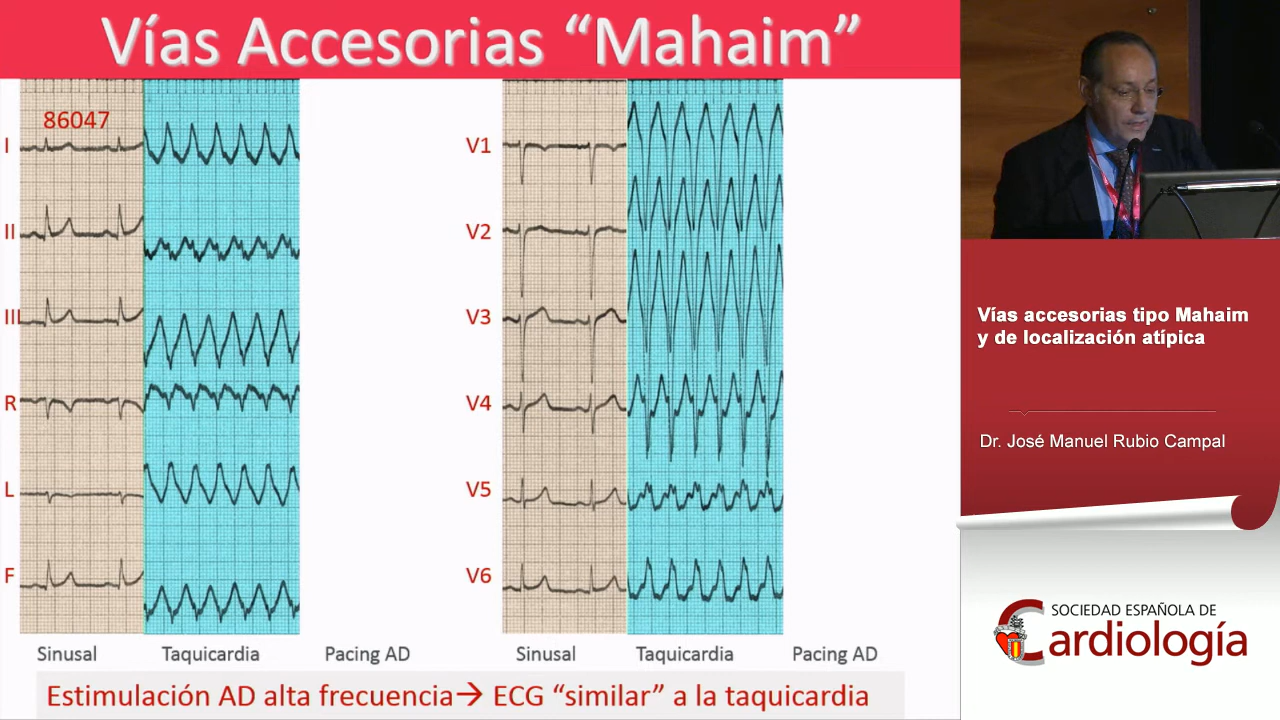 Vías Accesorias “Mahaim”
86047
I
II
III
R
L
F
V1
V2
V3
V4
V5
V6
Sinusal
Taquicardia
Pacing AD
Sinusal
Taquicardia
Pacing AD
Estimulación AD alta frecuencia→ ECG “similar” a la taquicardia
Vías accesorias tipo Mahaim
y de localización atípica
Dr. José Manuel Rubio Campal
SOCIEDAD ESPAÑOLA DE
Cardiología